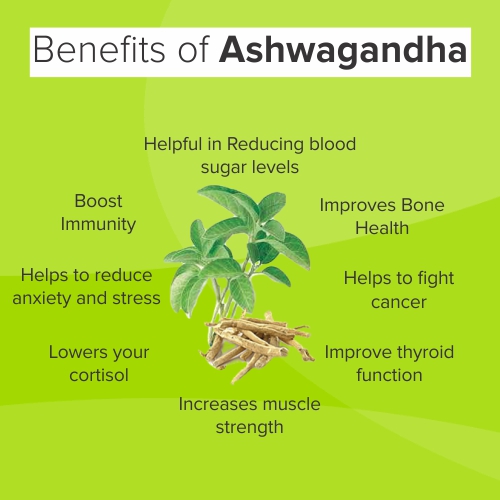 Benefits of Ashwagandha
Helpful in Reducing blood
sugar levels
Boost
Immunity
Improves Bone
Health
Helps to reduce
anxiety and stress
Helps to fight
cancer
Lowers your
cortisol
Improve thyroid
function
Increases muscle
strength